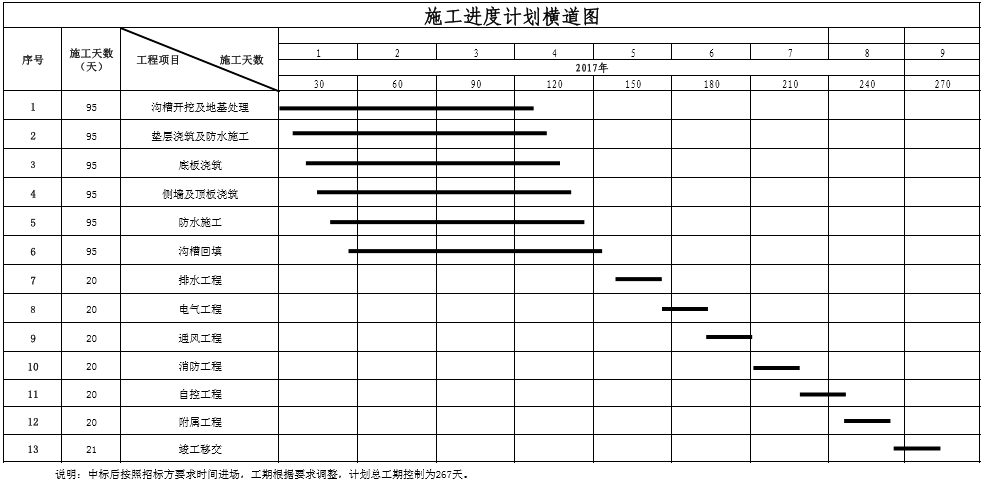 施工进度计划横道图
序号 施工天数（天） 工程项目 施工天数 1 2 3 4 5 6 7 8 9
2017年
30 60 90 120 150 180 210 240 270
1 95 沟槽开挖及地基处理
2 95 垫层浇筑及防水施工
3 95 底板浇筑
4 95 侧墙及顶板浇筑
5 95 防水施工
6 95 沟槽回填
7 20 排水工程
8 20 电气工程
9 20 通风工程
10 20 消防工程
11 20 自控工程
12 20 附属工程
13 21 竣工移交
说明：中标后按照招标方要求时间进场，工期根据要求调整，计划总工期控制为267天。